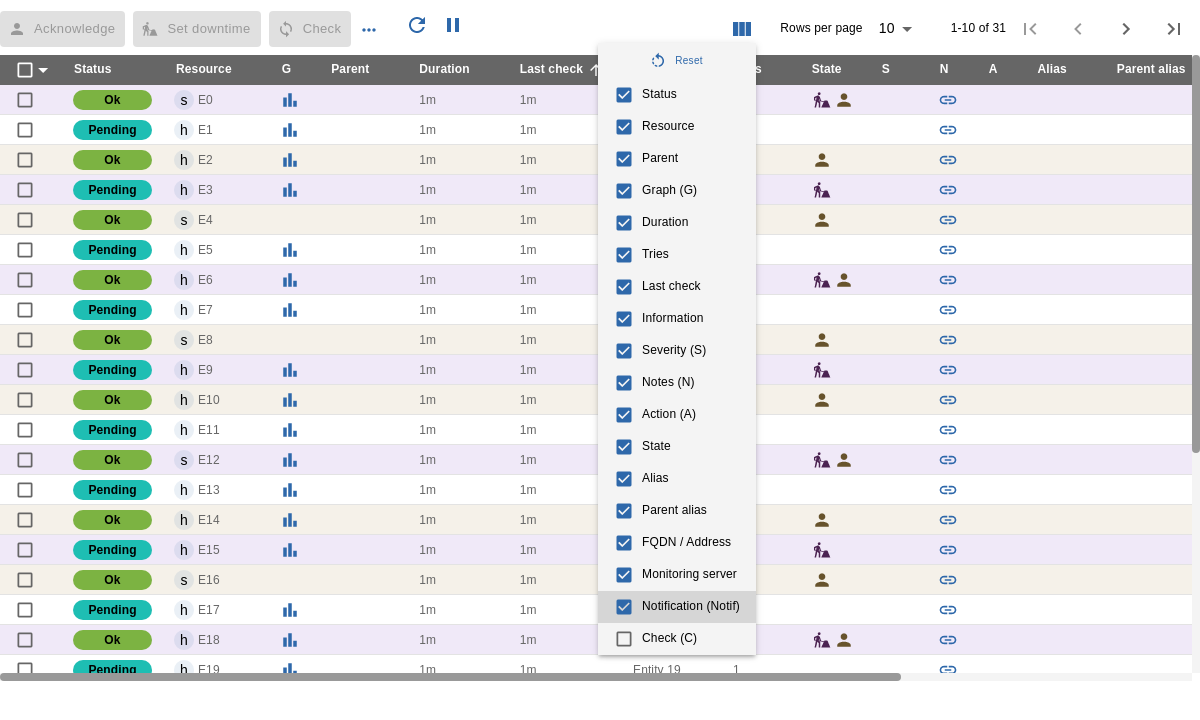 Acknowledge Set downtime Check ... Rows per page 10 1-10 of 31
Status Resource G Parent Duration Last check s State S N A Alias Parent alias
Reset
Status
Resource
Parent
Graph (G)
Duration
Tries
Last check
Information
Severity (S)
Notes (N)
Action (A)
State
Alias
Parent alias
FQDN / Address
Monitoring server
Notification (Notif)
Check (C)
Ok s E0 1m 1m
Pending h E1 1m 1m
Ok h E2 1m 1m
Pending h E3 1m 1m
Ok s E4 1m 1m
Pending h E5 1m 1m
Ok h E6 1m 1m
Pending h E7 1m 1m
Ok s E8 1m 1m
Pending h E9 1m 1m
Ok h E10 1m 1m
Pending h E11 1m 1m
Ok s E12 1m 1m
Pending h E13 1m 1m
Ok h E14 1m 1m
Pending h E15 1m 1m
Ok s E16 1m 1m
Pending h E17 1m 1m
Ok h E18 1m 1m
Pending h E19 1m 1m Entity 19 1